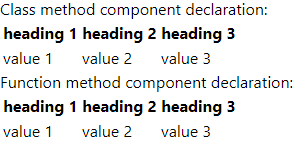 Class method component declaration:
heading 1 heading 2 heading 3
value 1 value 2 value 3
Function method component declaration:
heading 1 heading 2 heading 3
value 1 value 2 value 3